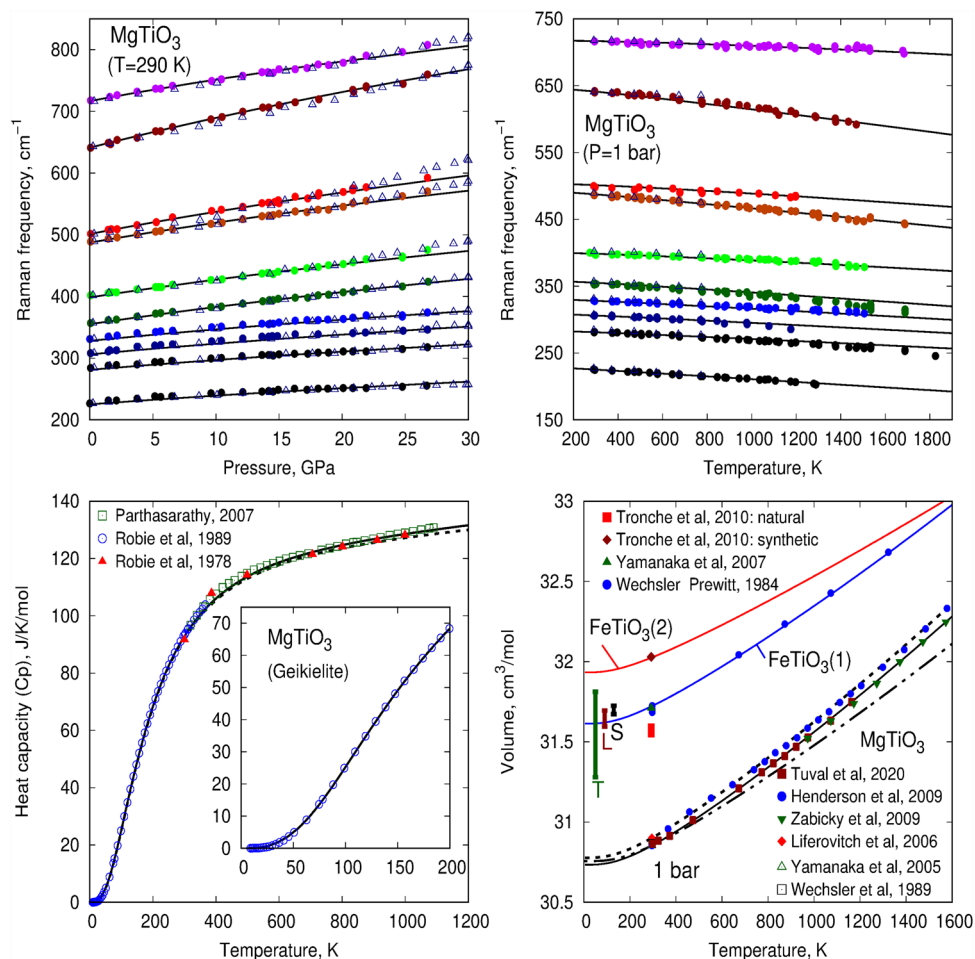 MgTiO3
(T=290 K)
Raman frequency, cm−1
800
700
600
500
400
300
200
0 5 10 15 20 25 30
Pressure, GPa
MgTiO3
(P=1 bar)
Raman frequency, cm−1
750
650
550
450
350
250
150
200 400 600 800 1000 1200 1400 1600 1800
Temperature, K
Parthasarathy, 2007
Robie et al, 1989
Robie et al, 1978
Heat capacity (Cp), J/K/mol
140
120
100
80
60
40
20
0
0 200 400 600 800 1000 1200
Temperature, K
MgTiO3
(Geikielite)
70
60
50
40
30
20
10
0
0 50 100 150 200
Tronche et al, 2010: natural
Tronche et al, 2010: synthetic
Yamanaka et al, 2007
Wechsler Prewitt, 1984
FeTiO3(2)
FeTiO3(1)
S
L
T
MgTiO3
Tuval et al, 2020
Henderson et al, 2009
Zabicky et al, 2009
Liferovitch et al, 2006
Yamanaka et al, 2005
Wechsler et al, 1989
1 bar
Volume, cm3/mol
33
32.5
32
31.5
31
30.5
0 200 400 600 800 1000 1200 1400 1600
Temperature, K